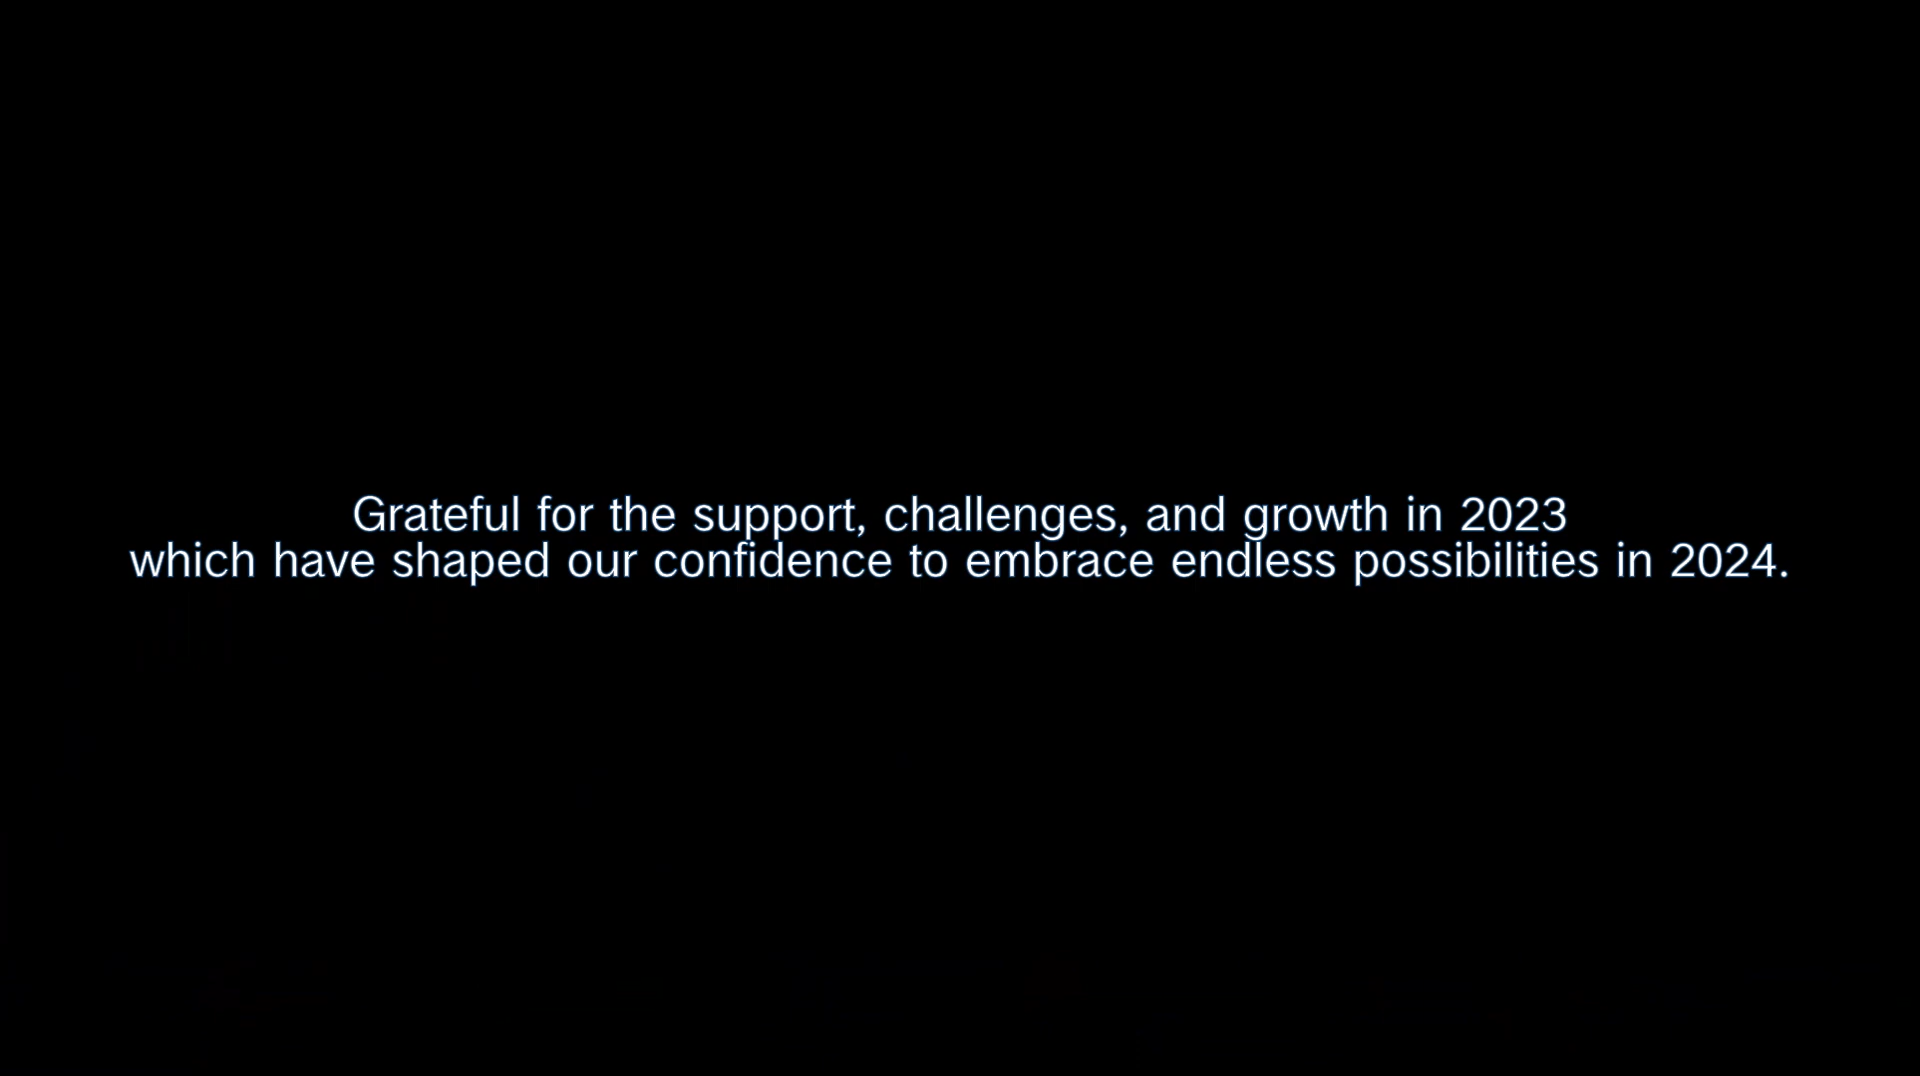 Grateful for the support, challenges, and growth in 2023
which have shaped our confidence to embrace endless possibilities in 2024.